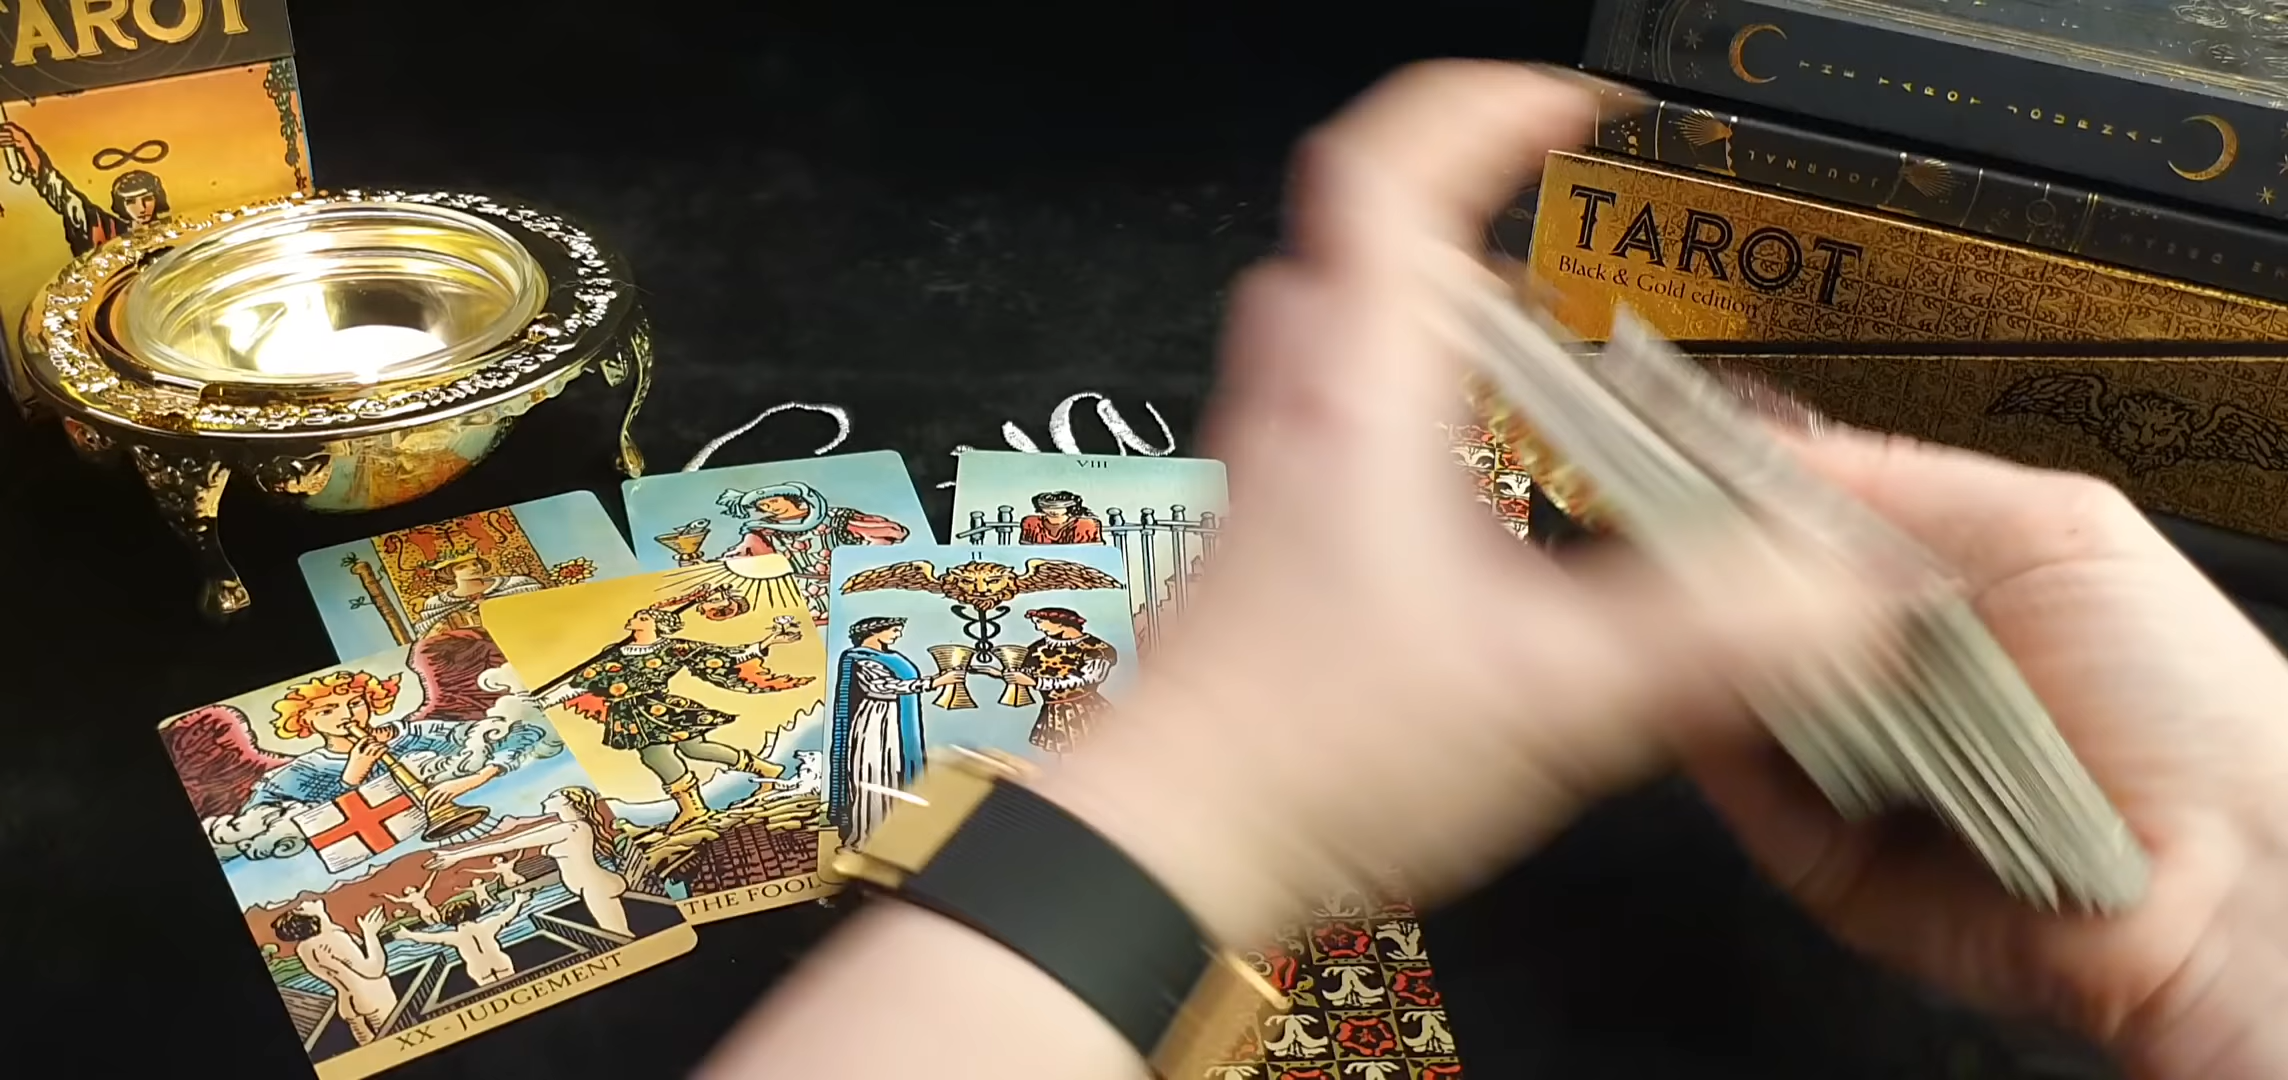 TAROT
THE TAROT JOURNAL
JOURNAL
TAROT
Black & Gold edition
VIII
II
THE FOOL
XX - JUDGEMENT